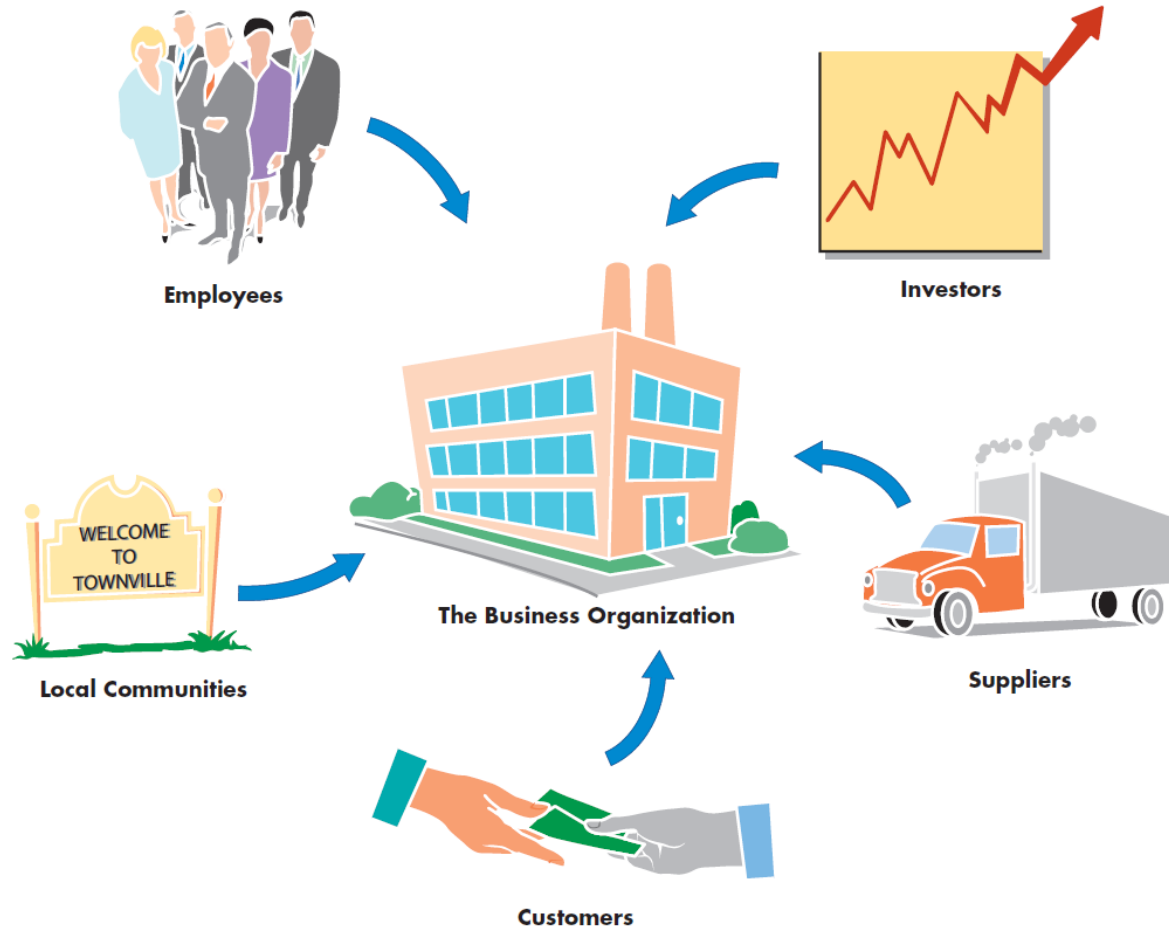 Employees
Investors
WELCOME
TO
TOWNVILLE
The Business Organization
Local Communities
Suppliers
Customers